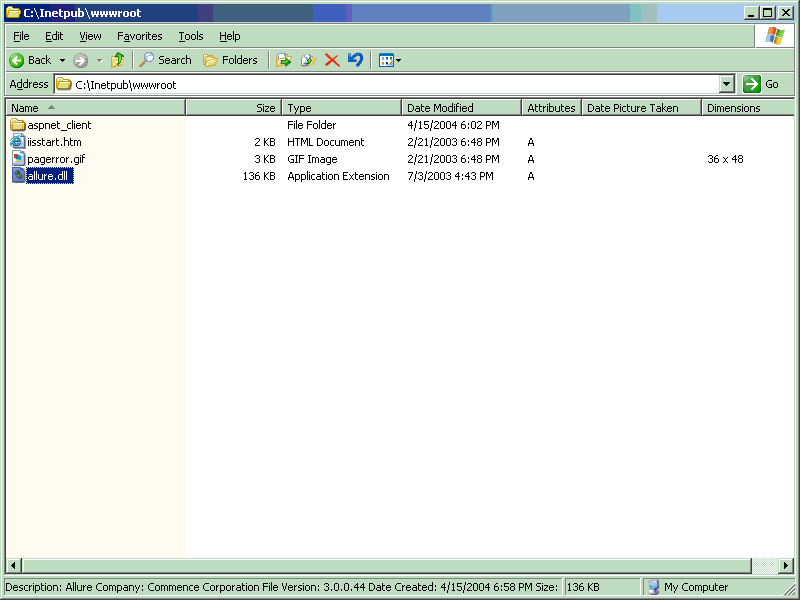 C:\Inetpub\wwwroot
File Edit View Favorites Tools Help
Back Search Folders
Address C:\Inetpub\wwwroot Go
Name Size Type Date Modified Attributes Date Picture Taken Dimensions
aspnet_client File Folder 4/15/2004 6:02 PM
iisstart.htm 2 KB HTML Document 2/21/2003 6:48 PM A
pagerror.gif 3 KB GIF Image 2/21/2003 6:48 PM A 36 x 48
allure.dll 136 KB Application Extension 7/3/2003 4:43 PM A
Description: Allure Company: Commence Corporation File Version: 3.0.0.44 Date Created: 4/15/2004 6:58 PM Size: 136 KB My Computer